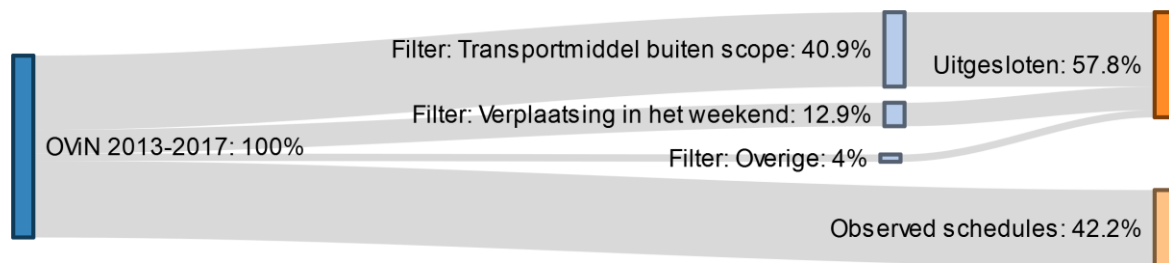 Filter: Transportmiddel buiten scope: 40.9%
Uitgesloten: 57.8%
Filter: Verplaatsing in het weekend: 12.9%
OViN 2013-2017: 100%
Filter: Overige: 4%
Observed schedules: 42.2%